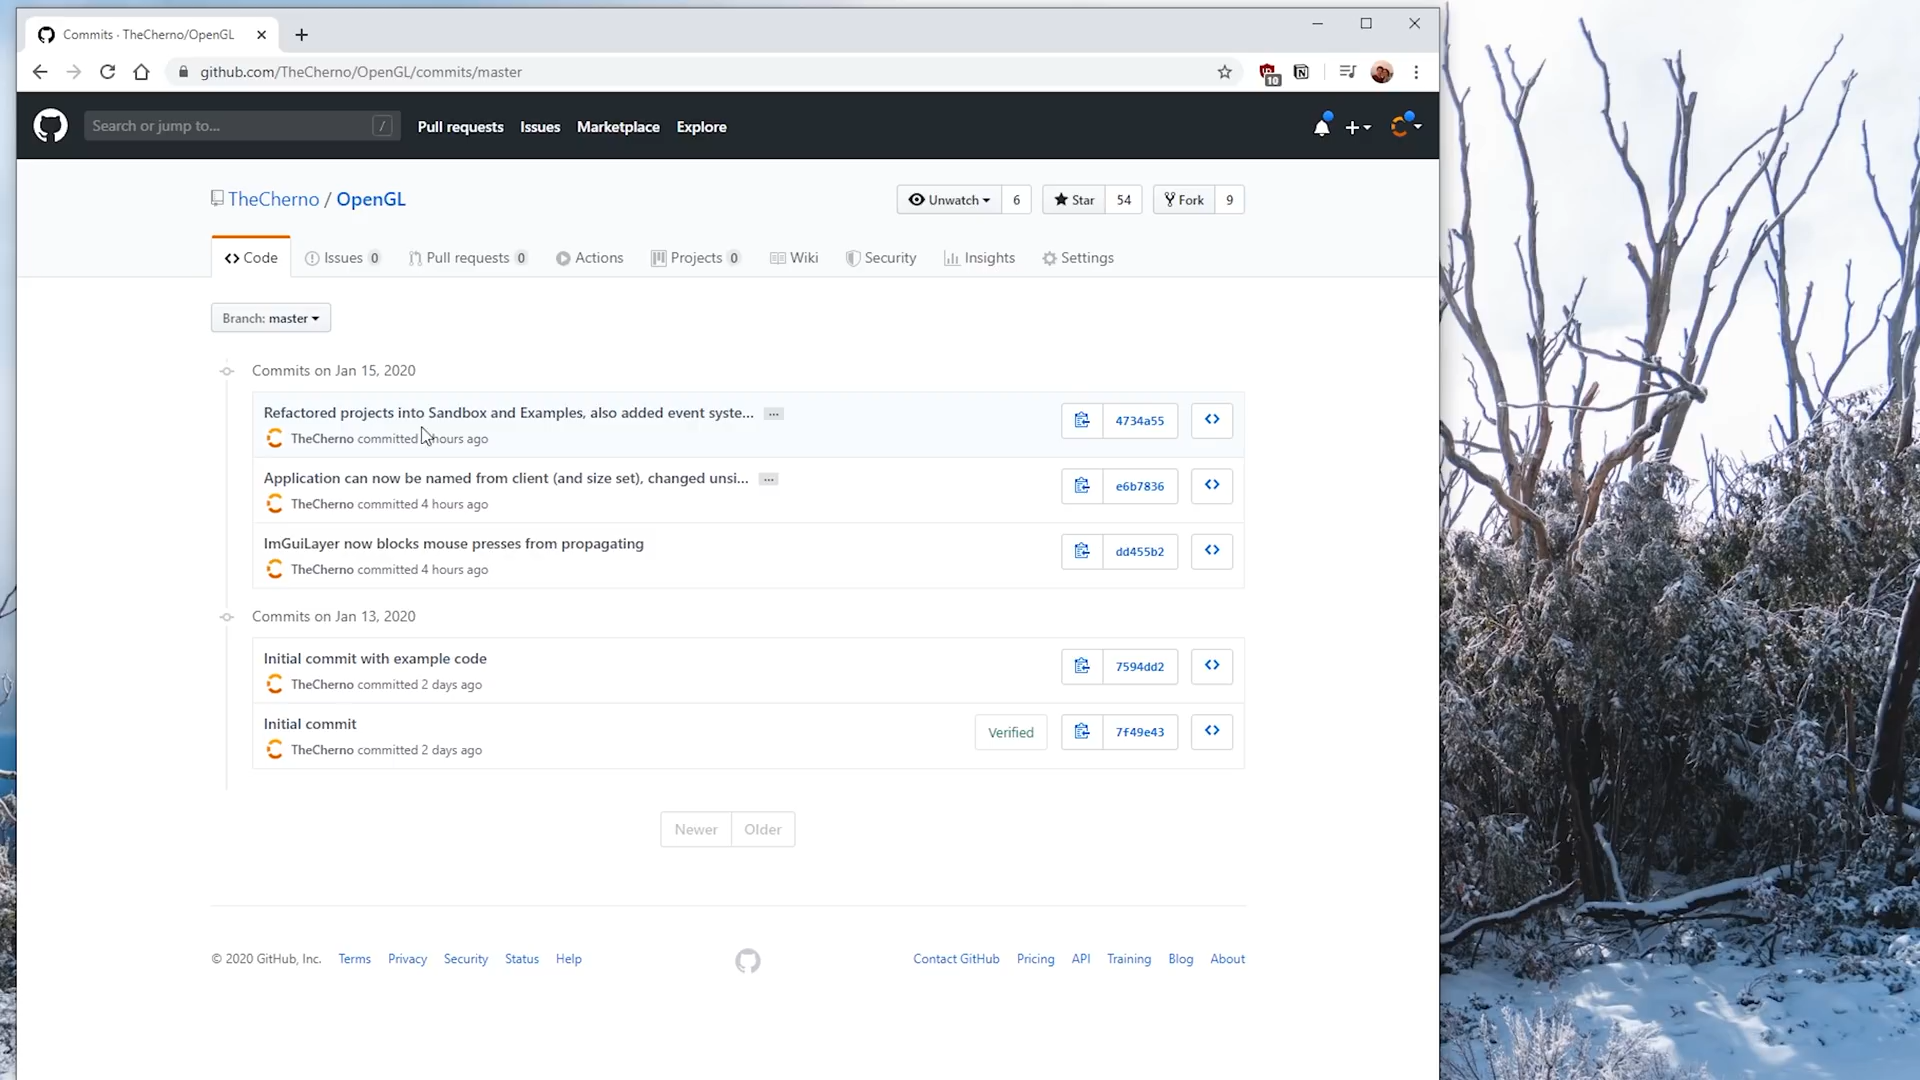 Commits · TheCherno/OpenGL
github.com/TheCherno/OpenGL/commits/master
10
Search or jump to... /
Pull requests Issues Marketplace Explore
TheCherno / OpenGL
Unwatch 6 Star 54 Fork 9
Code Issues 0 Pull requests 0 Actions Projects 0 Wiki Security Insights Settings
Branch: master
Commits on Jan 15, 2020
Refactored projects into Sandbox and Examples, also added event syste... ...
4734a55
TheCherno committed hours ago
Application can now be named from client (and size set), changed unsi... ...
e6b7836
TheCherno committed 4 hours ago
ImGuiLayer now blocks mouse presses from propagating
dd455b2
TheCherno committed 4 hours ago
Commits on Jan 13, 2020
Initial commit with example code
7594dd2
TheCherno committed 2 days ago
Initial commit
Verified 7f49e43
TheCherno committed 2 days ago
Newer Older
© 2020 GitHub, Inc. Terms Privacy Security Status Help Contact GitHub Pricing API Training Blog About